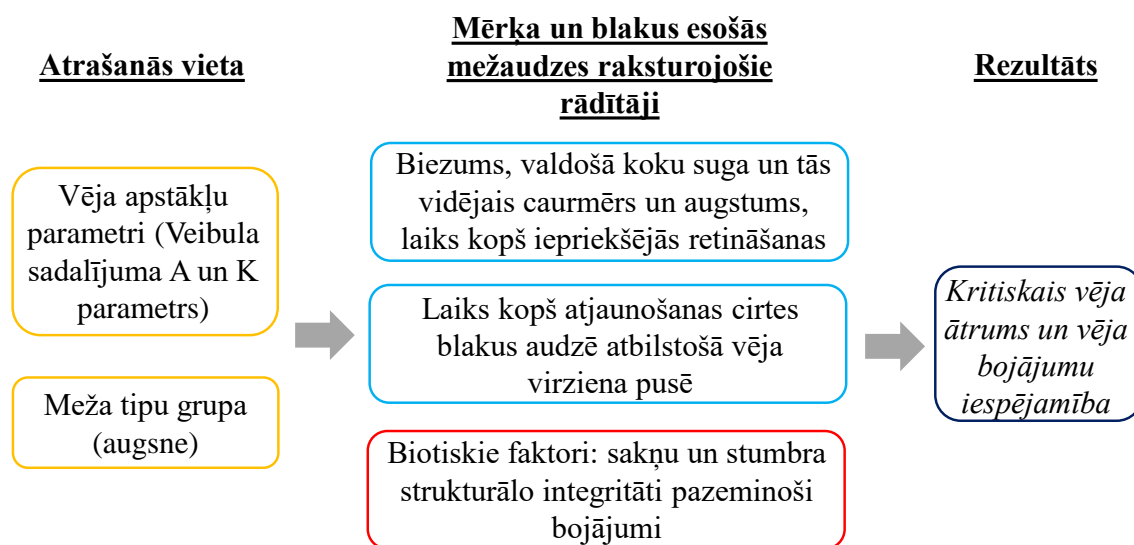 Atrašanās vieta
Vēja apstākļu
parametri (Veibula
sadalījuma A un K
parametrs)
Meža tipu grupa
(augsne)
Mērķa un blakus esošās
mežaudzes raksturojošie
rādītāji
Biezums, valdošā koku suga un tās
vidējais caurmērs un augstums,
laiks kopš iepriekšējās retināšanas
Laiks kopš atjaunošanas cirtes
blakus audzē atbilstošā vēja
virziena pusē
Biotiskie faktori: sakņu un stumbra
strukturālo integritāti pazeminoši
bojājumi
Rezultāts
Kritiskais vēja
ātrums un vēja
bojājumu
iespējamība